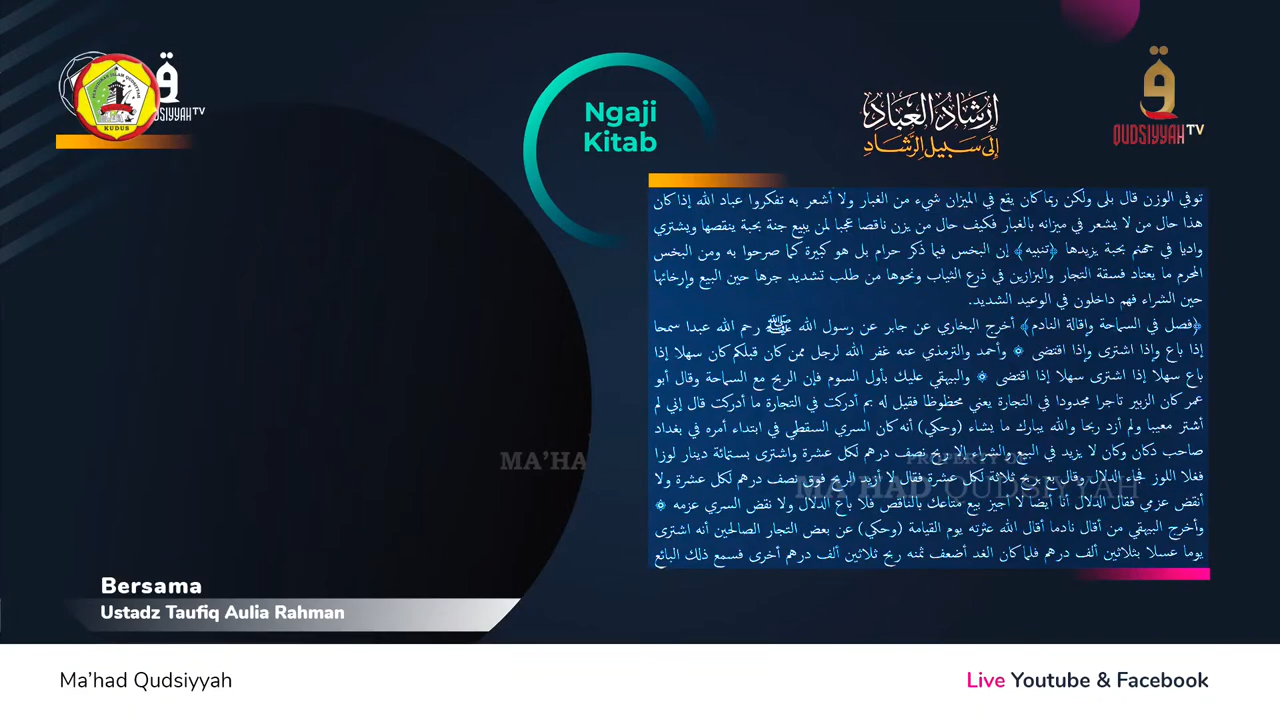 KUDUS
QUDSIYYAH TV
Ngaji
Kitab
إرشاد العباد
إلى سبيل الرشاد
QUDSIYYAH TV
توفي الوزن قال بلى ولكن ربما كان يقع في الميزان شيء من الغبار ولا أشعر به تفكروا عباد الله إذا كان
هذا حال من لا يشعر في ميزانه بالغبار فكيف حال من يزن ناقصا عجبا لمن يبيع جنة بحبة ينقصها ويشتري
واديا في جهنم بحبة يزيدها ﴿تنبيه﴾ إن البخس فيما ذكر حرام بل هو كبيرة كما صرحوا به ومن البخس
المحرم ما يعتاد فسقة التجار والبزازين في ذرع الثياب ونحوها من طلب تشديد جرها حين البيع وإرخائها
حين الشراء فهم داخلون في الوعيد الشديد.
﴿فصل في السماحة وإقالة النادم﴾ أخرج البخاري عن جابر عن رسول الله ﷺ رحم الله عبدا سمحا
إذا باع وإذا اشترى وإذا اقتضى ۞ وأحمد والترمذي عنه غفر الله لرجل ممن كان قبلكم كان سهلا إذا
باع سهلا إذا اشترى سهلا إذا اقتضى ۞ والبيهقي عليك بأول السوم فإن الربح مع السماحة وقال أبو
عمر كان الزبير تاجرا مجدودا في التجارة يعني محظوظا فقيل له بم أدركت في التجارة ما أدركت قال إني لم
أشتر معيبا ولم أرد ربحا والله يبارك ما يشاء (وحكي) أنه كان السري السقطي في ابتداء أمره في بغداد
صاحب دكان وكان لا يزيد في البيع والشراء إلا ربح نصف درهم لكل عشرة واشترى بستمائة دينار لوزا
فغلا اللوز فجاء الدلال وقال بع بربح ثلاثة لكل عشرة فقال لا أزيد الربح فوق نصف درهم لكل عشرة ولا
أنقض عزمي فقال الدلال أنا أيضا لا أجيز بيع متاعك بالناقص فلا باع الدلال ولا نقض السري عزمه ۞
وأخرج البيهقي من أقال نادما أقال الله عثرته يوم القيامة (وحكي) عن بعض التجار الصالحين أنه اشترى
يوما عسلا بثلاثين ألف درهم فلما كان الغد أضعف ثمنه ربح ثلاثين ألف درهم أخرى فسمع ذلك البائع
MA'HA
PROPERTY OF
MA'HAD QUDSIYYAH
Bersama
Ustadz Taufiq Aulia Rahman
Ma'had Qudsiyyah
Live Youtube & Facebook